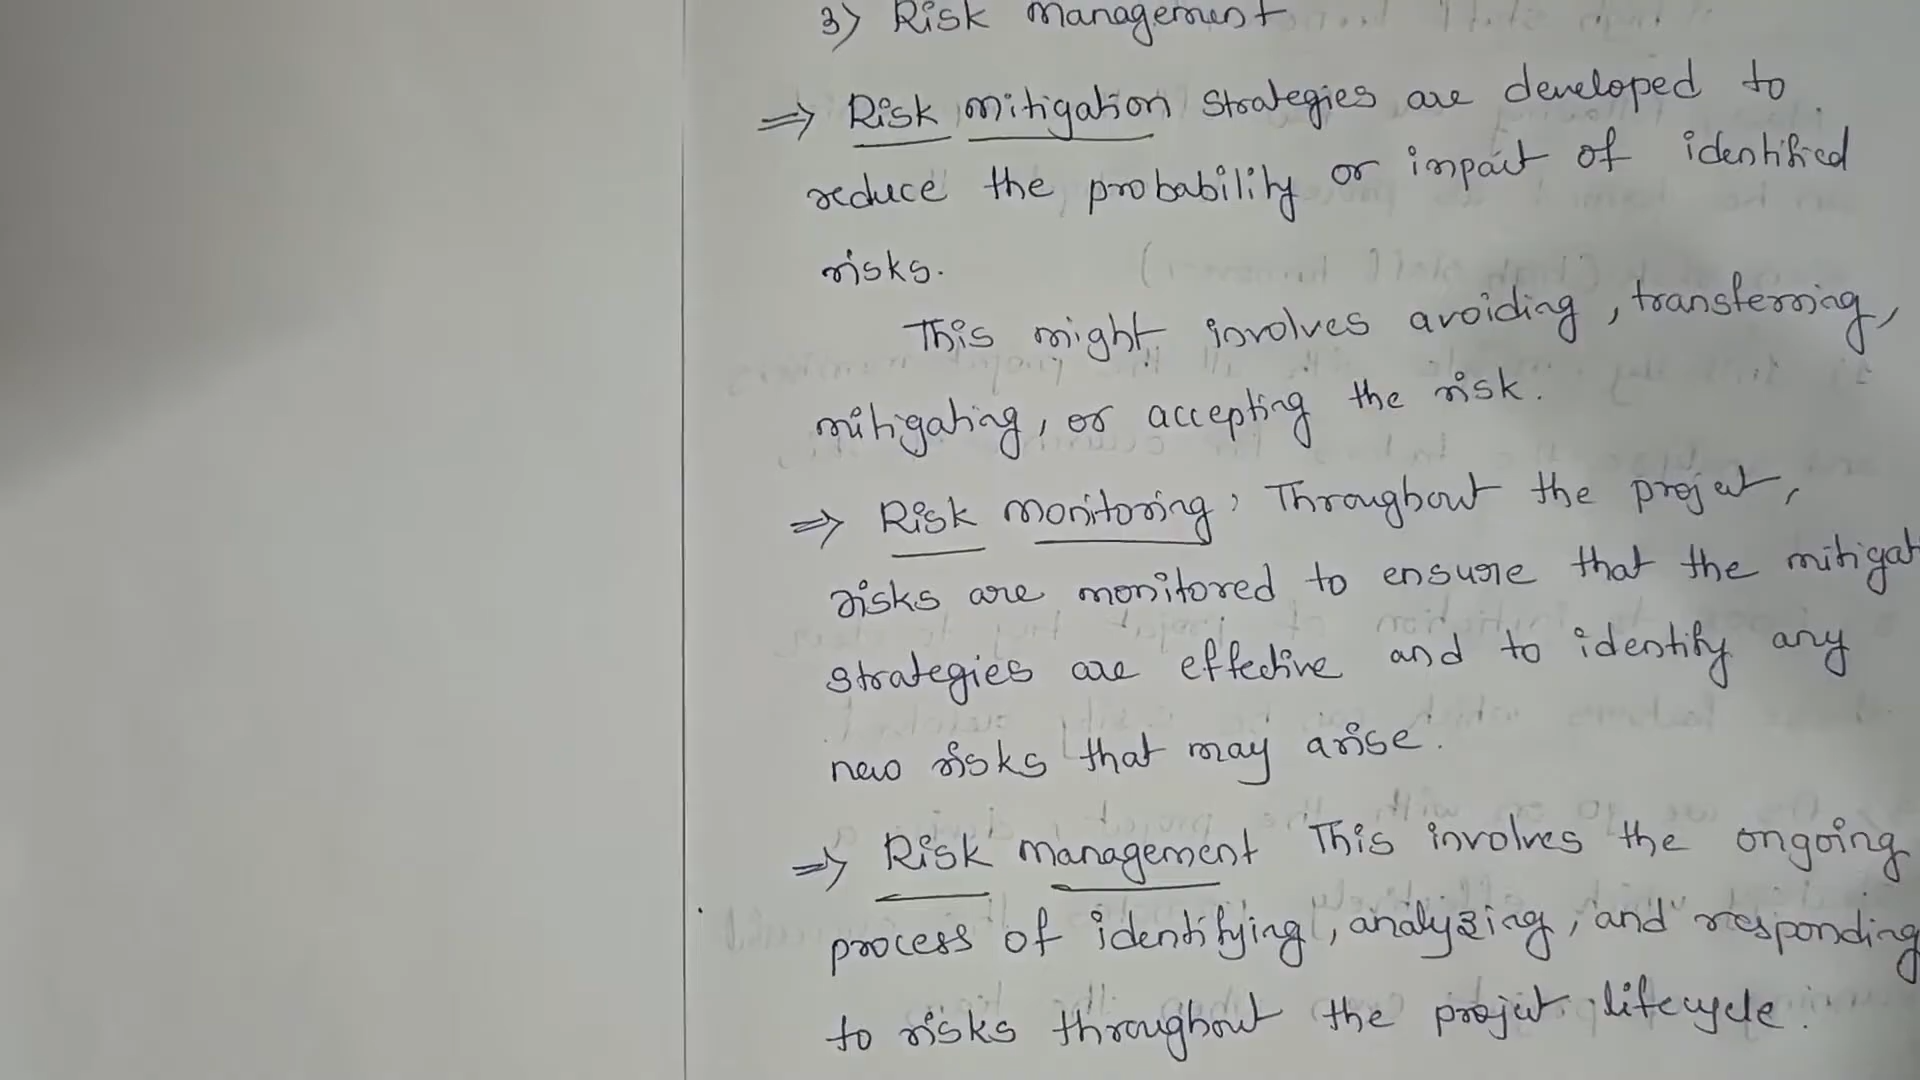 3) Risk management
⇒ Risk mitigation strategies are developed to
reduce the probability or impact of identified
risks.
This might involves avoiding, transferring,
mitigating, or accepting the risk.
⇒ Risk monitoring, Throughout the project,
risks are monitored to ensure that the mitigat
strategies are effective and to identify any
new risks that may arise.
⇒ Risk management This involves the ongoing
process of identifying, analyzing, and responding
to risks throughout the project lifecycle.